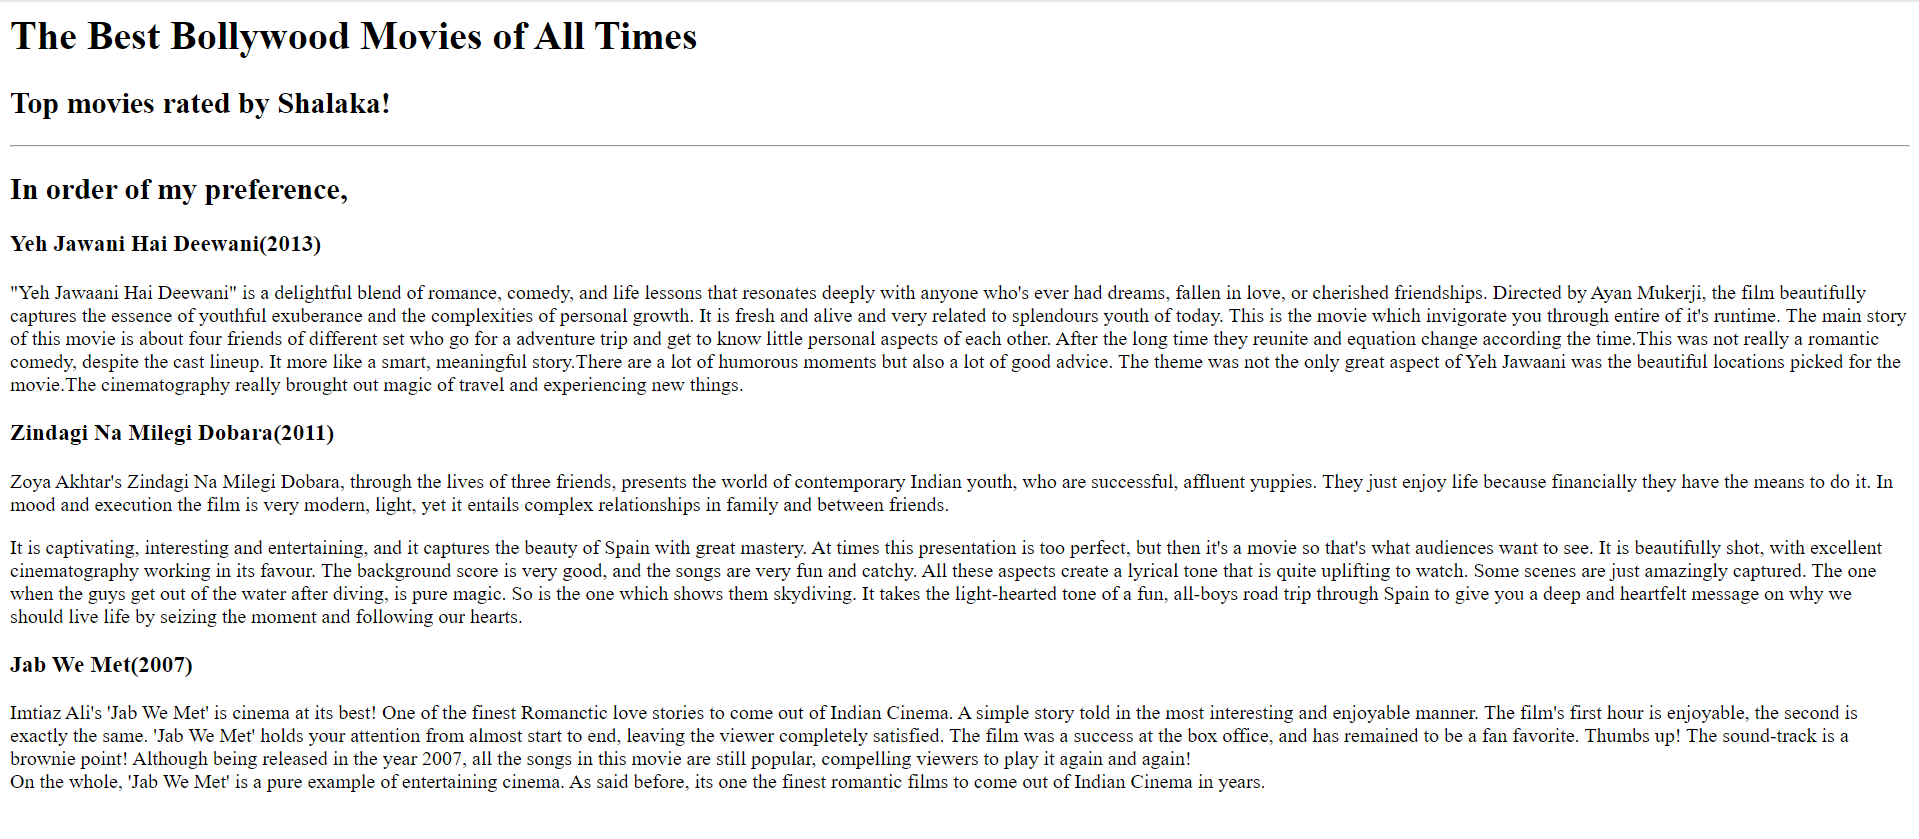 The Best Bollywood Movies of All Times
Top movies rated by Shalaka!
In order of my preference,
Yeh Jawani Hai Deewani(2013)
"Yeh Jawaani Hai Deewani" is a delightful blend of romance, comedy, and life lessons that resonates deeply with anyone who's ever had dreams, fallen in love, or cherished friendships. Directed by Ayan Mukerji, the film beautifully
captures the essence of youthful exuberance and the complexities of personal growth. It is fresh and alive and very related to splendours youth of today. This is the movie which invigorate you through entire of it's runtime. The main story
of this movie is about four friends of different set who go for a adventure trip and get to know little personal aspects of each other. After the long time they reunite and equation change according the time.This was not really a romantic
comedy, despite the cast lineup. It more like a smart, meaningful story.There are a lot of humorous moments but also a lot of good advice. The theme was not the only great aspect of Yeh Jawaani was the beautiful locations picked for the
movie.The cinematography really brought out magic of travel and experiencing new things.
Zindagi Na Milegi Dobara(2011)
Zoya Akhtar's Zindagi Na Milegi Dobara, through the lives of three friends, presents the world of contemporary Indian youth, who are successful, affluent yuppies. They just enjoy life because financially they have the means to do it. In
mood and execution the film is very modern, light, yet it entails complex relationships in family and between friends.
It is captivating, interesting and entertaining, and it captures the beauty of Spain with great mastery. At times this presentation is too perfect, but then it's a movie so that's what audiences want to see. It is beautifully shot, with excellent
cinematography working in its favour. The background score is very good, and the songs are very fun and catchy. All these aspects create a lyrical tone that is quite uplifting to watch. Some scenes are just amazingly captured. The one
when the guys get out of the water after diving, is pure magic. So is the one which shows them skydiving. It takes the light-hearted tone of a fun, all-boys road trip through Spain to give you a deep and heartfelt message on why we
should live life by seizing the moment and following our hearts.
Jab We Met(2007)
Imtiaz Ali's 'Jab We Met' is cinema at its best! One of the finest Romanctic love stories to come out of Indian Cinema. A simple story told in the most interesting and enjoyable manner. The film's first hour is enjoyable, the second is
exactly the same. 'Jab We Met' holds your attention from almost start to end, leaving the viewer completely satisfied. The film was a success at the box office, and has remained to be a fan favorite. Thumbs up! The sound-track is a
brownie point! Although being released in the year 2007, all the songs in this movie are still popular, compelling viewers to play it again and again!
On the whole, 'Jab We Met' is a pure example of entertaining cinema. As said before, its one the finest romantic films to come out of Indian Cinema in years.